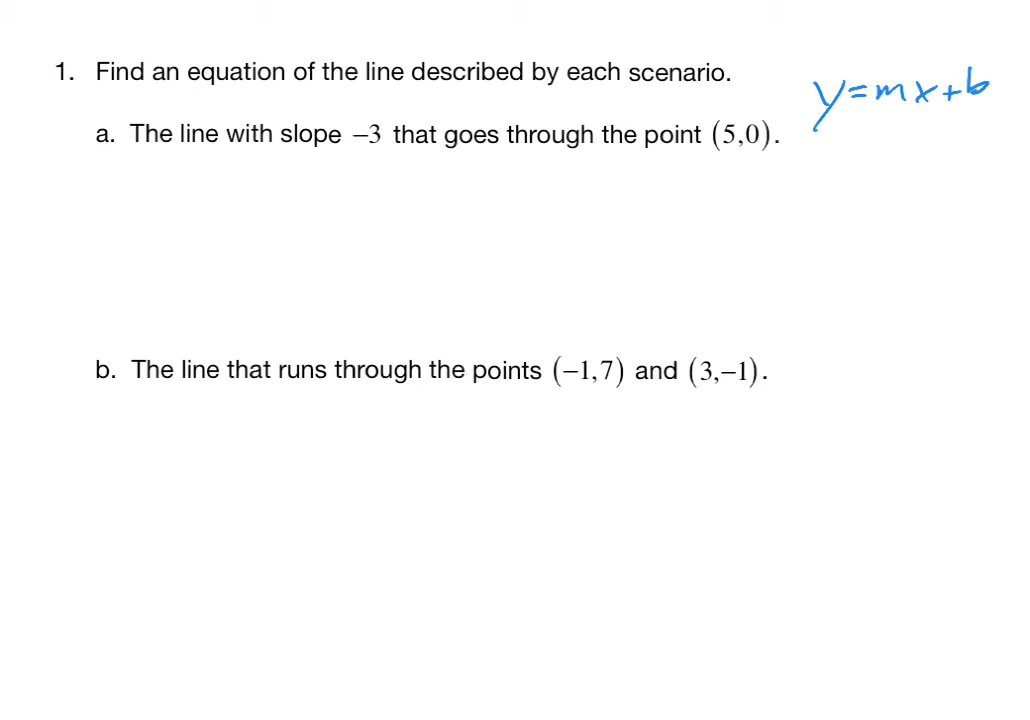 1. Find an equation of the line described by each scenario.
y=mx+b
a. The line with slope −3 that goes through the point (5,0).
b. The line that runs through the points (−1,7) and (3,−1).